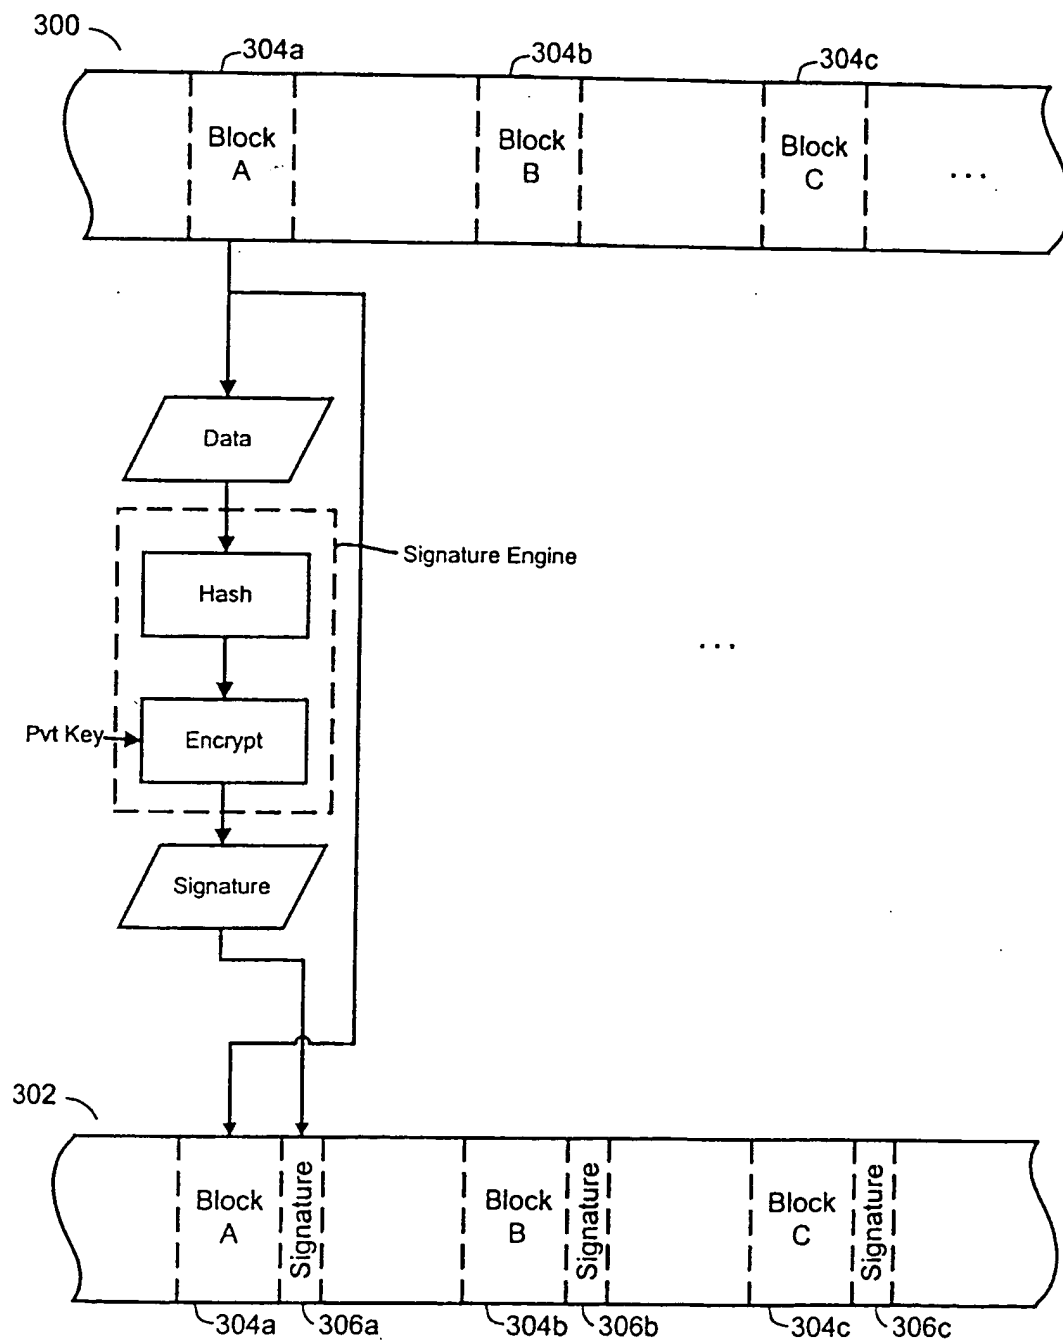 300
304a
304b
304c
Block
A
Block
B
Block
C
...
Data
Signature Engine
Hash
...
Pvt Key
Encrypt
Signature
302
Block
A
Signature
Block
B
Signature
Block
C
Signature
304a
306a
304b
306b
304c
306c